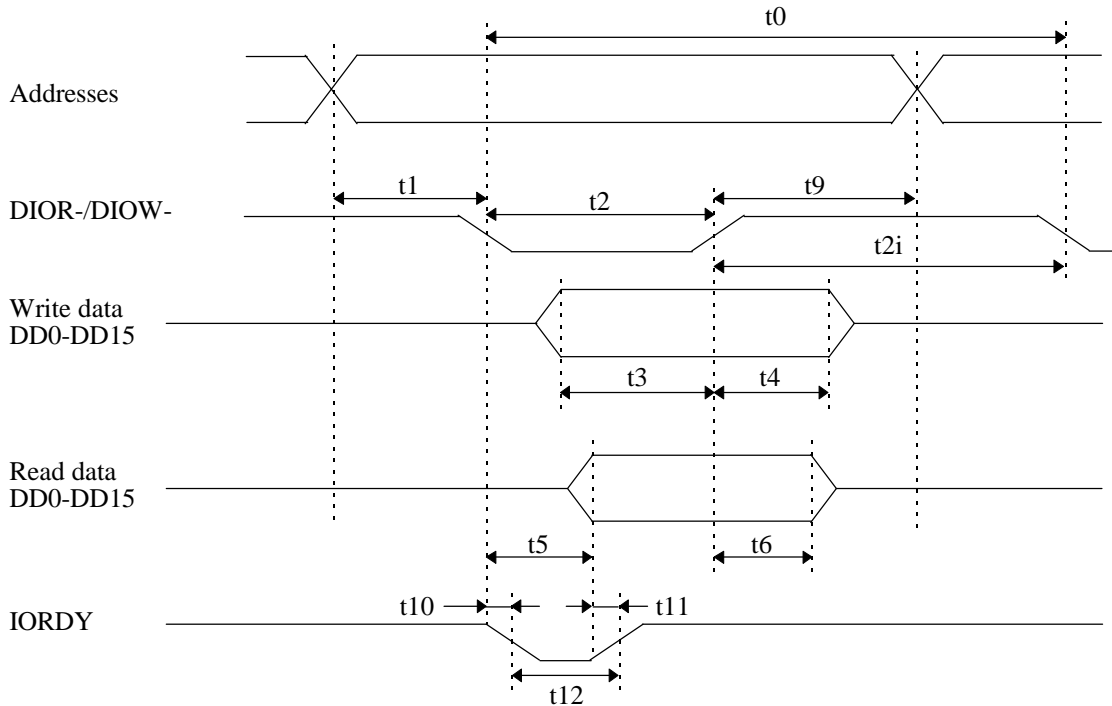 t0
Addresses
t1
t2
t9
DIOR-/DIOW-
t2i
Write data
DD0-DD15
t3
t4
Read data
DD0-DD15
t5
t6
t10
t11
IORDY
t12